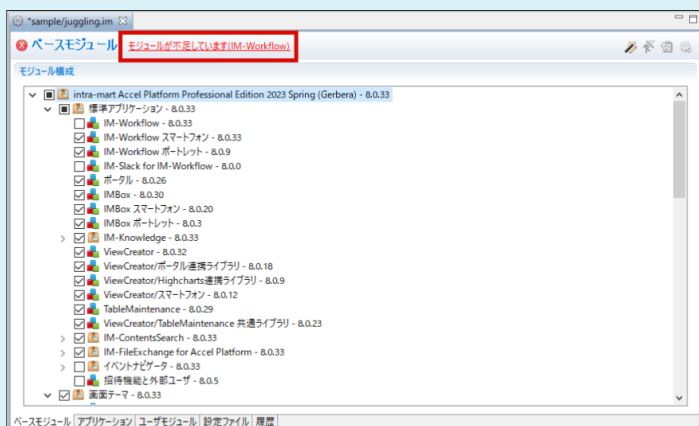 *sample/juggling.im
ベースモジュール モジュールが不足しています(IM-Workflow)
モジュール構成
intra-mart Accel Platform Professional Edition 2023 Spring (Gerbera) - 8.0.33
標準アプリケーション - 8.0.33
IM-Workflow - 8.0.33
IM-Workflow スマートフォン - 8.0.33
IM-Workflow ポートレット - 8.0.9
IM-Slack for IM-Workflow - 8.0.0
ポータル - 8.0.26
IMBox - 8.0.30
IMBox スマートフォン - 8.0.20
IMBox ポートレット - 8.0.3
IM-Knowledge - 8.0.33
ViewCreator - 8.0.32
ViewCreator/ポータル連携ライブラリ - 8.0.18
ViewCreator/Highcharts連携ライブラリ - 8.0.9
ViewCreator/スマートフォン - 8.0.12
TableMaintenance - 8.0.29
ViewCreator/TableMaintenance 共通ライブラリ - 8.0.23
IM-ContentsSearch - 8.0.33
IM-FileExchange for Accel Platform - 8.0.33
イベントナビゲータ - 8.0.33
招待機能と外部ユーザ - 8.0.5
画面テーマ - 8.0.33
ベースモジュール アプリケーション ユーザモジュール 設定ファイル 履歴